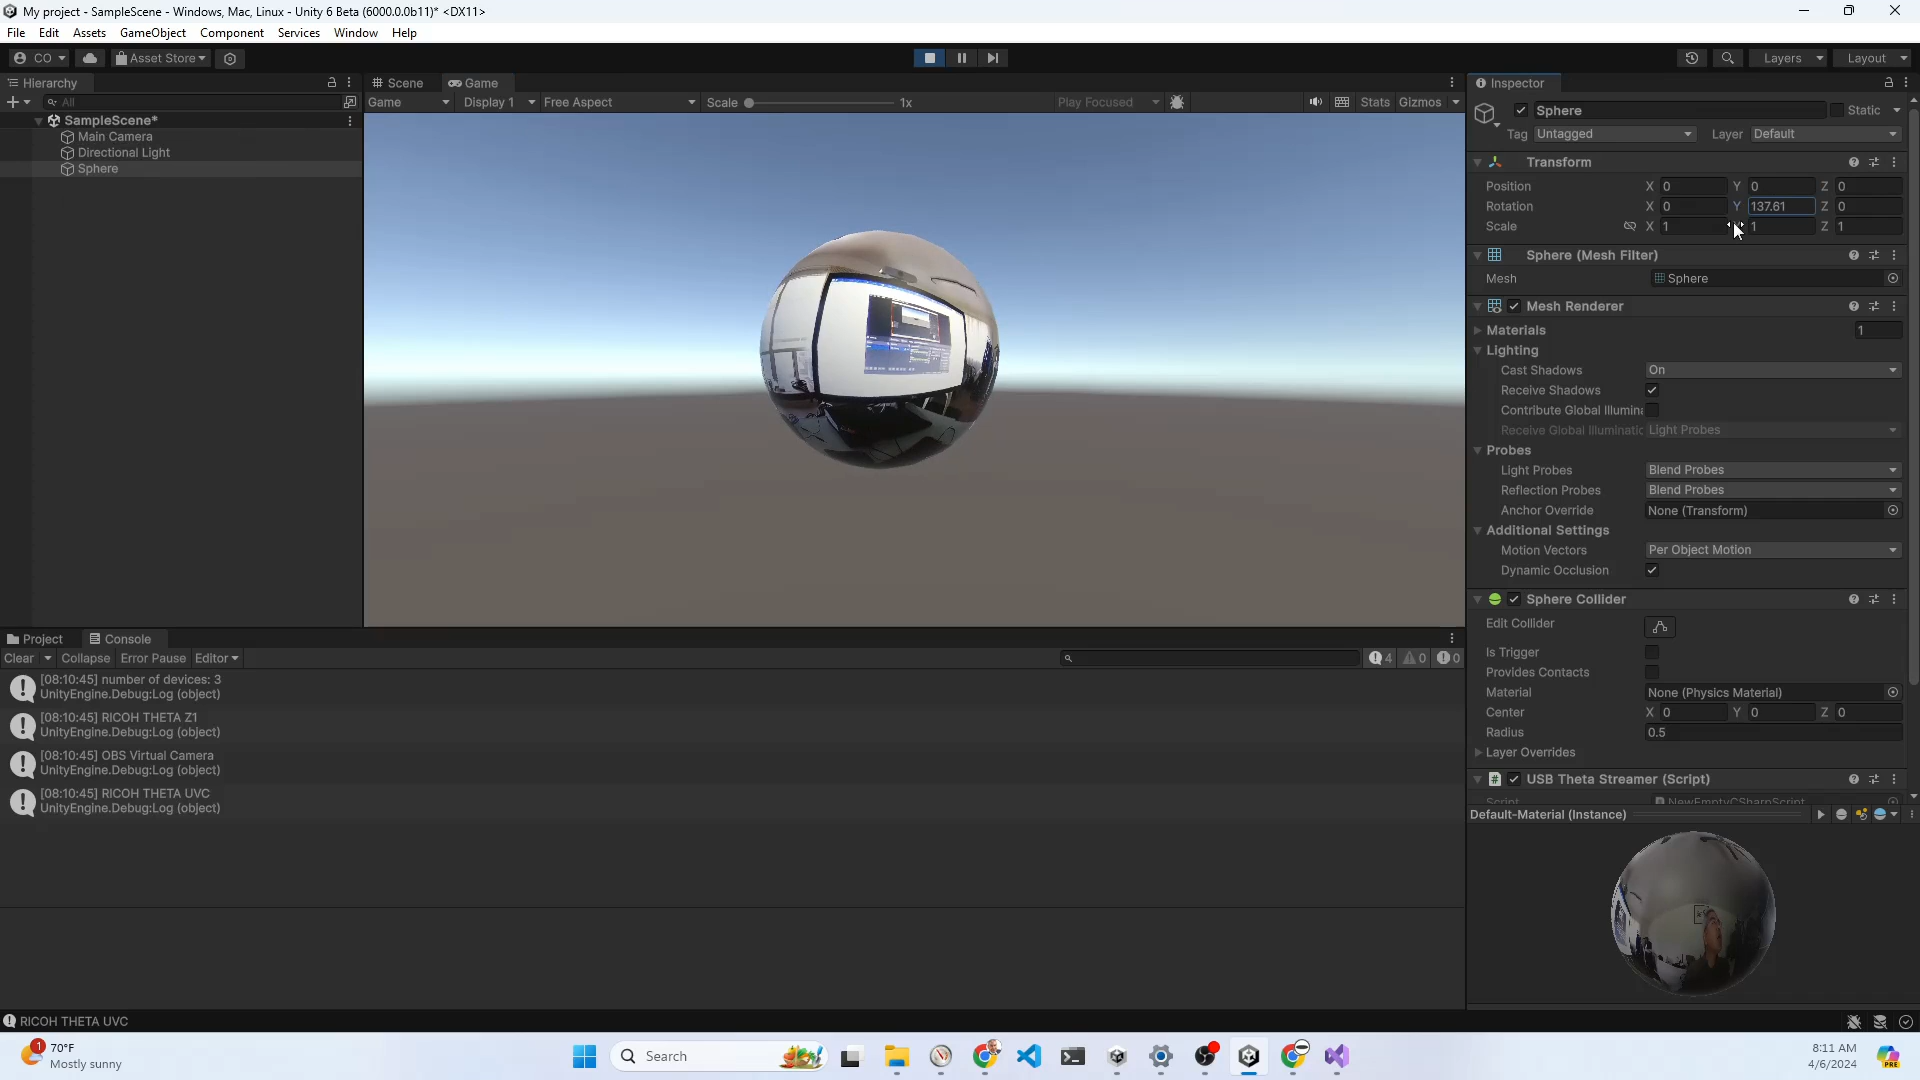 My project - SampleScene - Windows, Mac, Linux - Unity 6 Beta (6000.0.0b11)* <DX11>
File Edit Assets GameObject Component Services Window Help
CO Asset Store Layers Layout
Hierarchy
All
SampleScene*
Main Camera
Directional Light
Sphere
Scene Game
Game Display 1 Free Aspect Scale 1x Play Focused Stats Gizmos
Project Console
Clear Collapse Error Pause Editor 4 0 0
[08:10:45] number of devices: 3
UnityEngine.Debug:Log (object)
[08:10:45] RICOH THETA Z1
UnityEngine.Debug:Log (object)
[08:10:45] OBS Virtual Camera
UnityEngine.Debug:Log (object)
[08:10:45] RICOH THETA UVC
UnityEngine.Debug:Log (object)
RICOH THETA UVC
Inspector
Sphere Static
Tag Untagged Layer Default
Transform
Position X 0 Y 0 Z 0
Rotation X 0 Y 137.61 Z 0
Scale X 1 1 Z 1
Sphere (Mesh Filter)
Mesh Sphere
Mesh Renderer
Materials 1
Lighting
Cast Shadows On
Receive Shadows
Contribute Global Illumina
Receive Global Illuminatic Light Probes
Probes
Light Probes Blend Probes
Reflection Probes Blend Probes
Anchor Override None (Transform)
Additional Settings
Motion Vectors Per Object Motion
Dynamic Occlusion
Sphere Collider
Edit Collider
Is Trigger
Provides Contacts
Material None (Physics Material)
Center X 0 Y 0 Z 0
Radius 0.5
Layer Overrides
USB Theta Streamer (Script)
Script NewEmptyCSharpScript
Default-Material (Instance)
1
70°F
Mostly sunny
Search
PRE
8:11 AM
4/6/2024